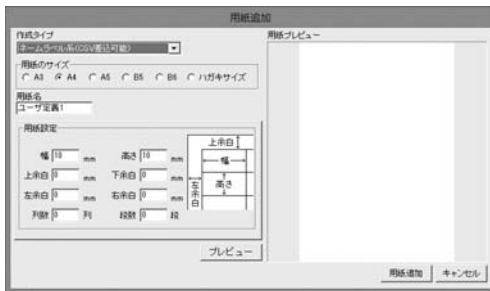 用紙追加
作成タイプ
ネームラベル系(CSV差込可能)
用紙のサイズ
A3 A4 A5 B5 B6 ハガキサイズ
用紙名
ユーザ定義1
用紙設定
幅 10 mm 高さ 10 mm
上余白 0 mm 下余白 0 mm
左余白 0 mm 右余白 0 mm
列数 0 列 段数 0 段
上余白
幅
高さ
左余白
プレビュー
用紙プレビュー
用紙追加 キャンセル